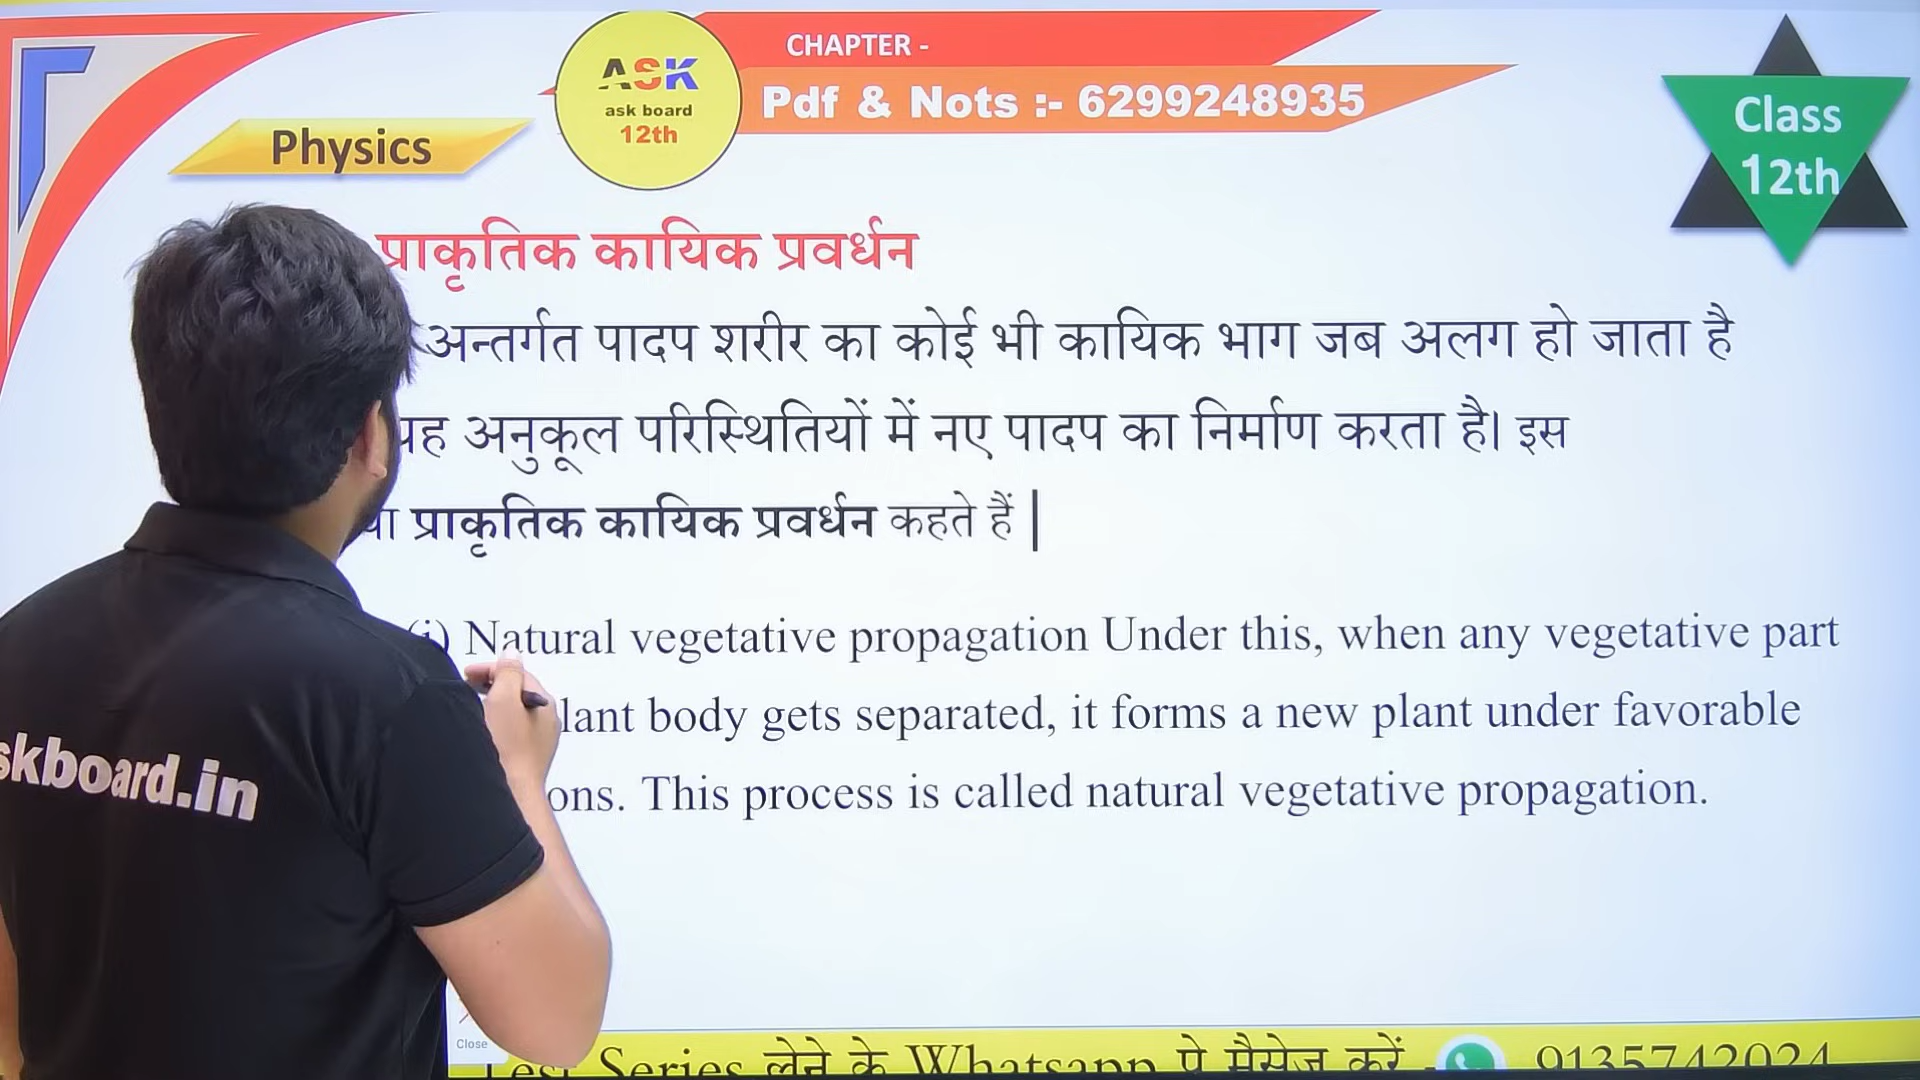 CHAPTER -
ASK
ask board
12th
Pdf & Nots :- 6299248935
Physics
Class
12th
प्राकृतिक कायिक प्रवर्धन
अन्तर्गत पादप शरीर का कोई भी कायिक भाग जब अलग हो जाता है
अनुकूल परिस्थितियों में नए पादप का निर्माण करता है। इस
प्राकृतिक कायिक प्रवर्धन कहते हैं |
(i) Natural vegetative propagation Under this, when any vegetative part
lant body gets separated, it forms a new plant under favorable
ons. This process is called natural vegetative propagation.
skboard.in
Close
Test Series लेने के Whatsapp पे मैसेज करें - 9135742024